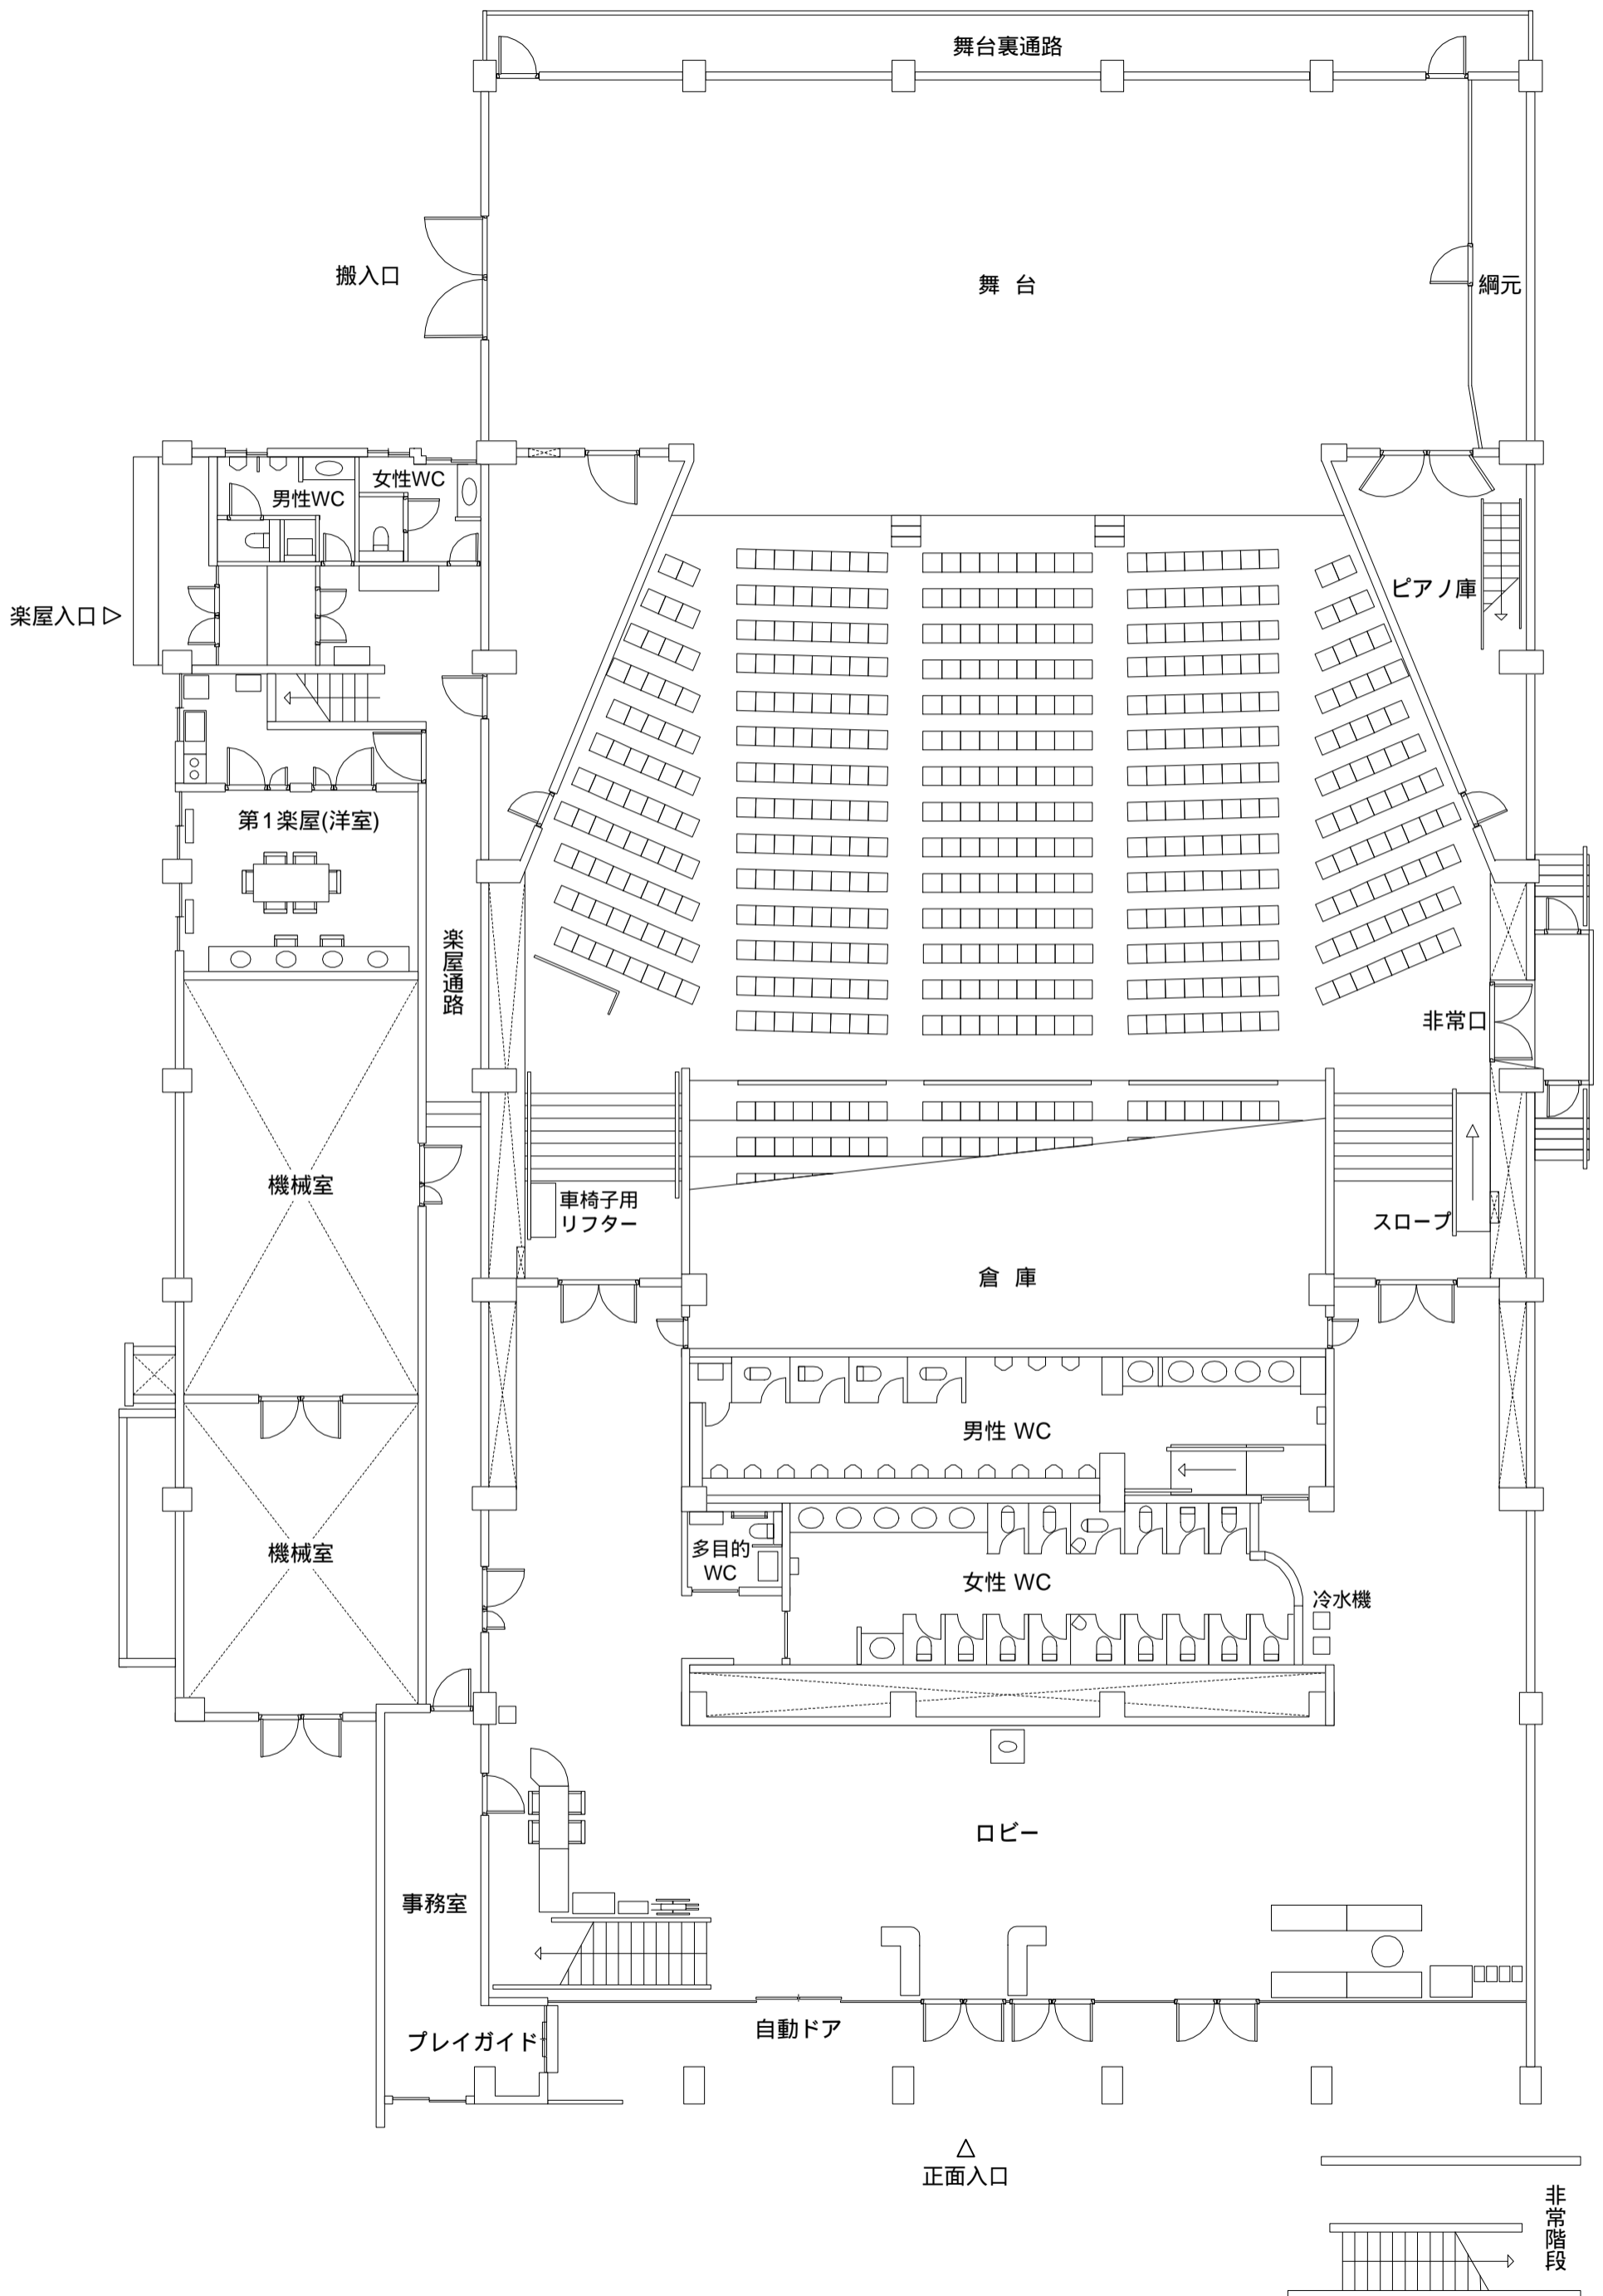 舞台裏通路
搬入口
舞 台
綱元
女性WC
男性WC
ピアノ庫
楽屋入口
第1楽屋(洋室)
楽屋通路
非常口
機械室
車椅子用
リフター
スロープ
倉 庫
男性 WC
多目的
WC
機械室
女性 WC
冷水機
ロビー
事務室
自動ドア
プレイガイド
正面入口
非常階段